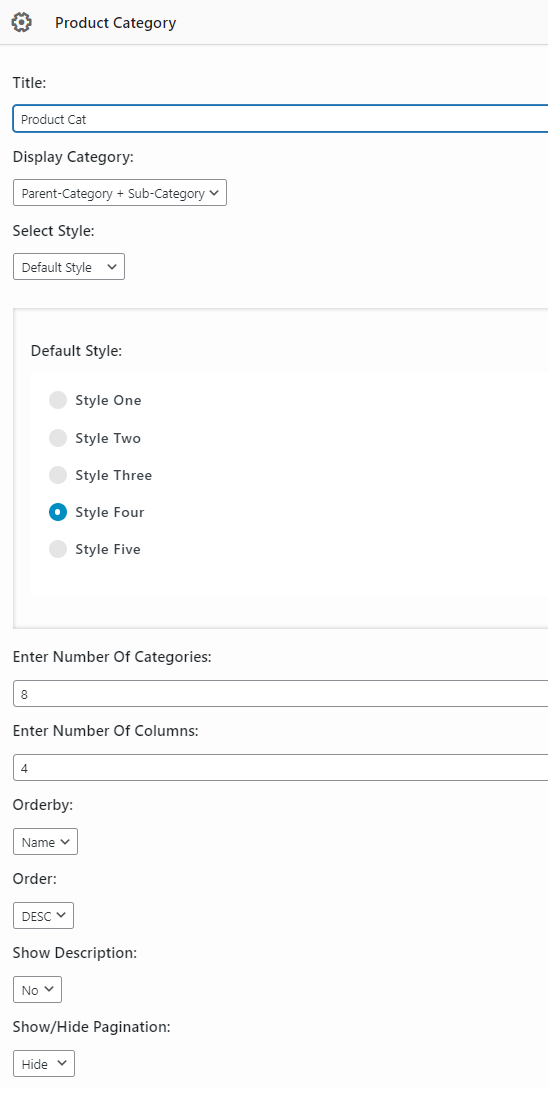 Product Category
Title:
Product Cat
Display Category:
Parent-Category + Sub-Category
Select Style:
Default Style
Default Style:
Style One
Style Two
Style Three
Style Four
Style Five
Enter Number Of Categories:
8
Enter Number Of Columns:
4
Orderby:
Name
Order:
DESC
Show Description:
No
Show/Hide Pagination:
Hide